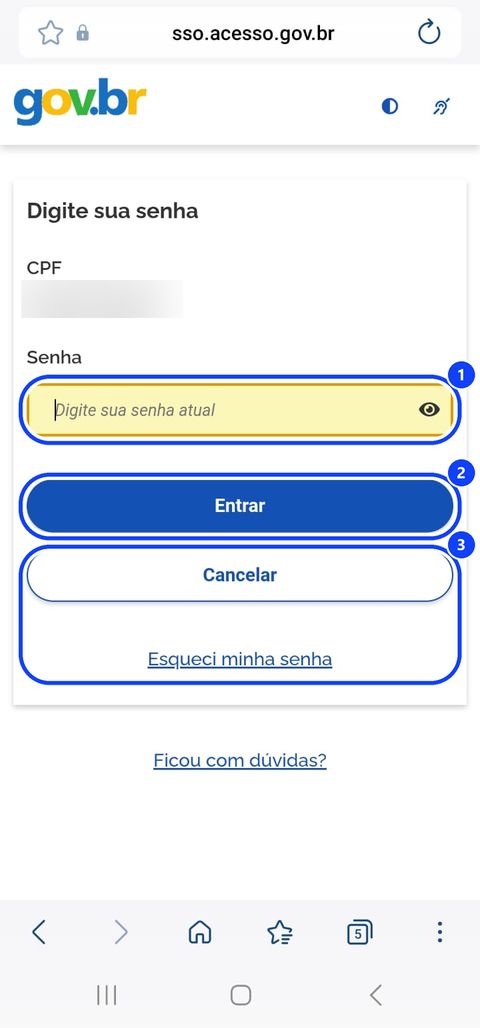 sso.acesso.gov.br
gov.br
Digite sua senha
CPF
Senha
1
Digite sua senha atual
2
Entrar
3
Cancelar
Esqueci minha senha
Ficou com dúvidas?
5